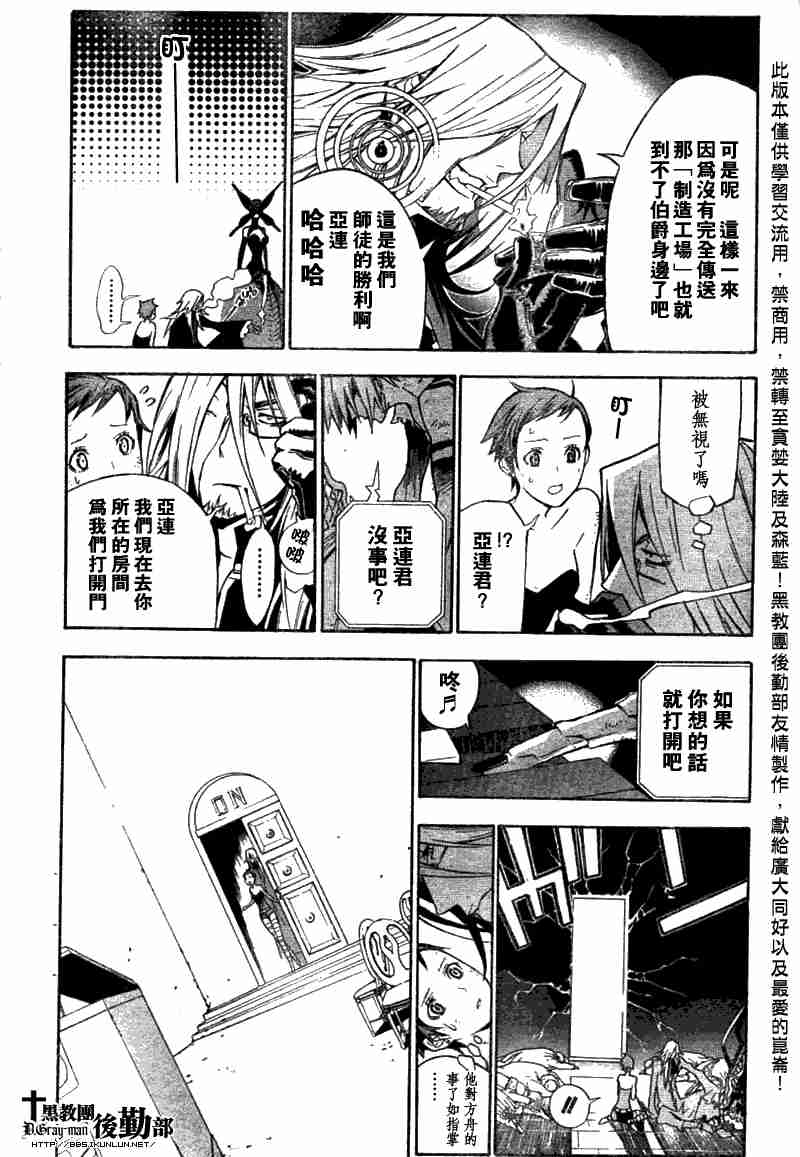 可是呢 這樣一來
因爲沒有完全傳送
那「制造工場」也就
到不了伯爵身邊了吧
這是我們
師徒的勝利啊
亞連
哈哈哈
叮
……
被無視了嗎
叮
!?
亞連君
?
亞連君
沒事吧?
啵
啵
……
亞連
我們現在去你
所在的房間
爲我們打開門
如果
你想的話
就打開吧
咚♬
!!
他對方舟的
事了如指掌
……
ON
此版本僅供學習交流用，禁商用，禁轉至貪婪大陸及森藍！黑教團後勤部友情製作，獻給廣大同好以及最愛的崑崙！
黑教團
D.Gray-man 後勤部
HTTP://BBS.IKUNLUN.NET/